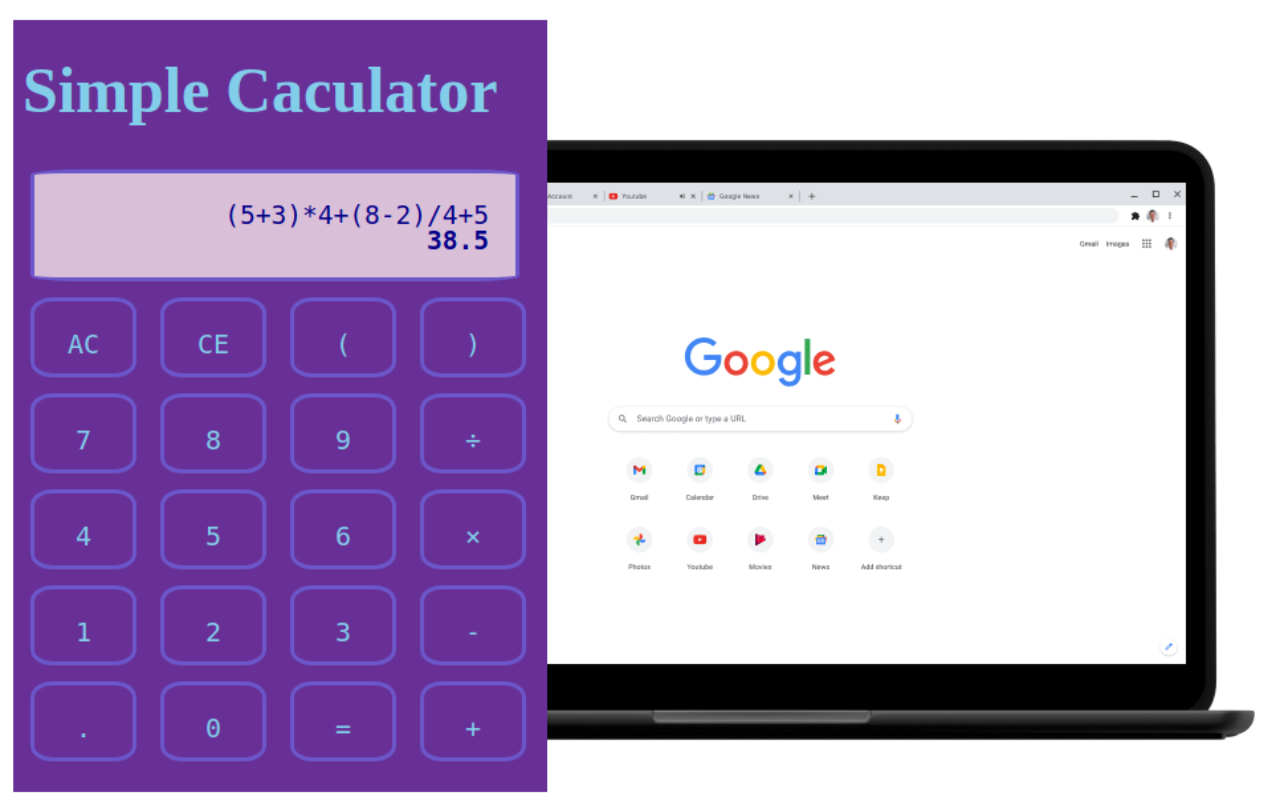 Simple Caculator
(5+3)*4+(8-2)/4+5
38.5
AC CE ( )
7 8 9 ÷
4 5 6 ×
1 2 3 -
. 0 = +
Account × Youtube × Google News × +
Gmail Images
Google
Search Google or type a URL
Gmail Calendar Drive Meet Keep
Photos Youtube Movies News Add shortcut